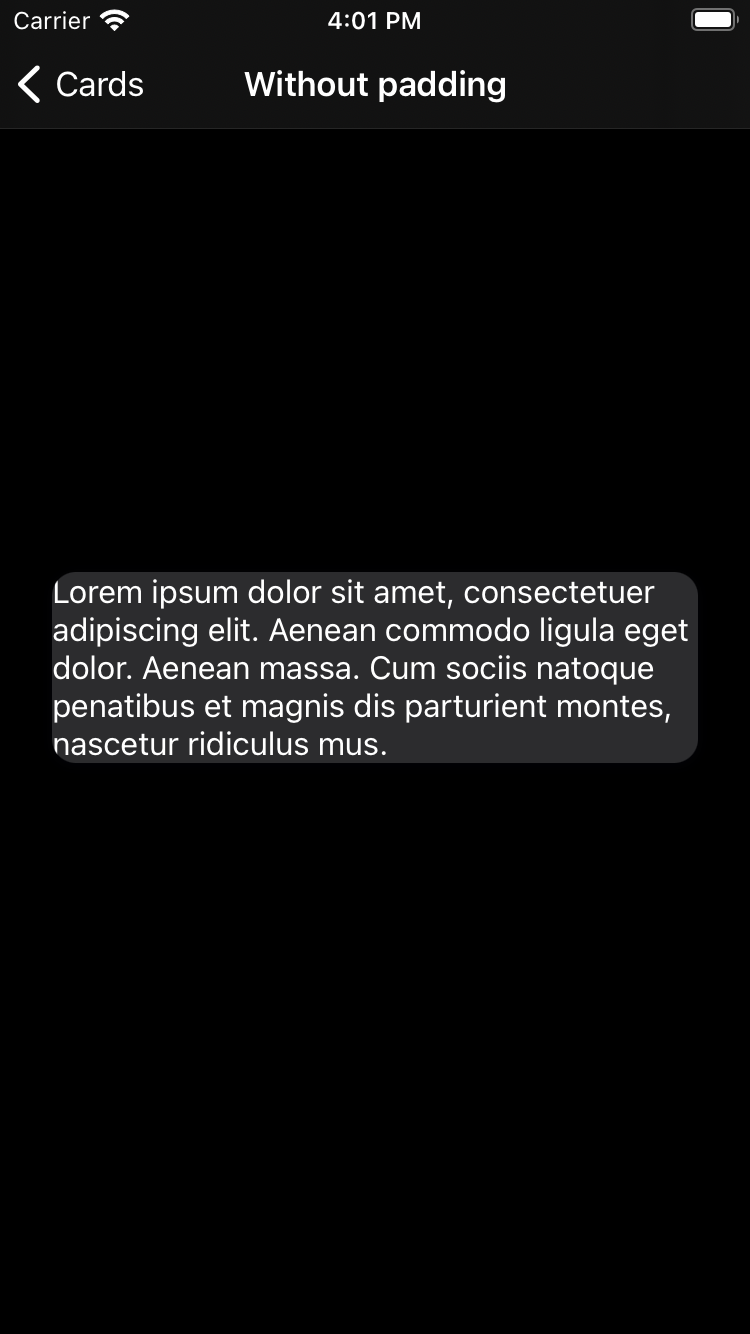 Carrier 4:01 PM
Cards Without padding
Lorem ipsum dolor sit amet, consectetuer
adipiscing elit. Aenean commodo ligula eget
dolor. Aenean massa. Cum sociis natoque
penatibus et magnis dis parturient montes,
nascetur ridiculus mus.